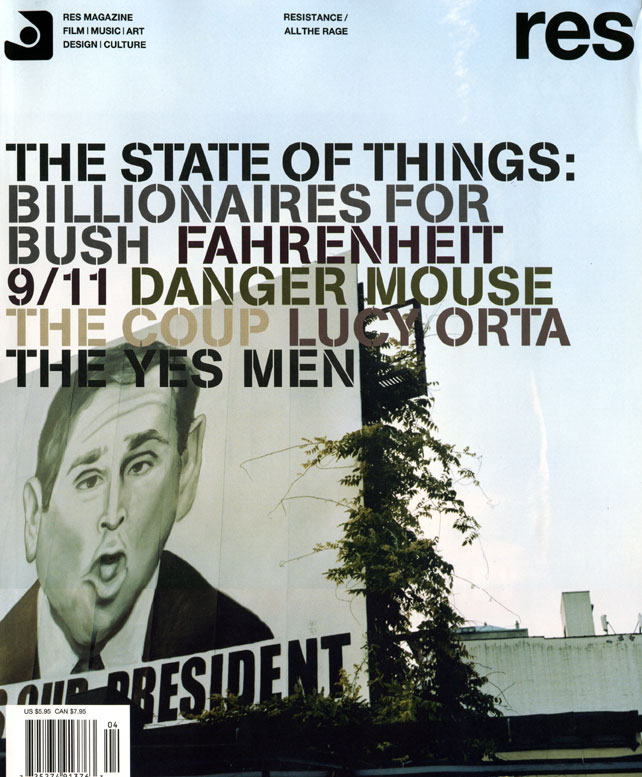 RES MAGAZINE
FILM | MUSIC | ART
DESIGN | CULTURE
RESISTANCE /
ALL THE RAGE
res
THE STATE OF THINGS:
BILLIONAIRES FOR
BUSH FAHRENHEIT
9/11 DANGER MOUSE
THE COUP LUCY ORTA
THE YES MEN
S OUR PRESIDENT
US $5.95 CAN $7.95
04